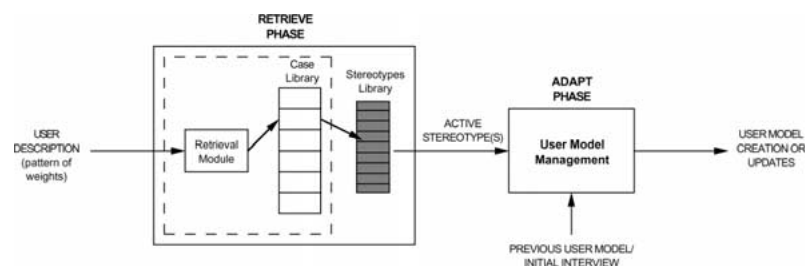 RETRIEVE
PHASE
Case
Library
Stereotypes
Library
USER
DESCRIPTION
(pattern of
weights)
Retrieval
Module
ACTIVE
STEREOTYPE(S)
ADAPT
PHASE
User Model
Management
USER MODEL
CREATION OR
UPDATES
PREVIOUS USER MODEL/
INITIAL INTERVIEW